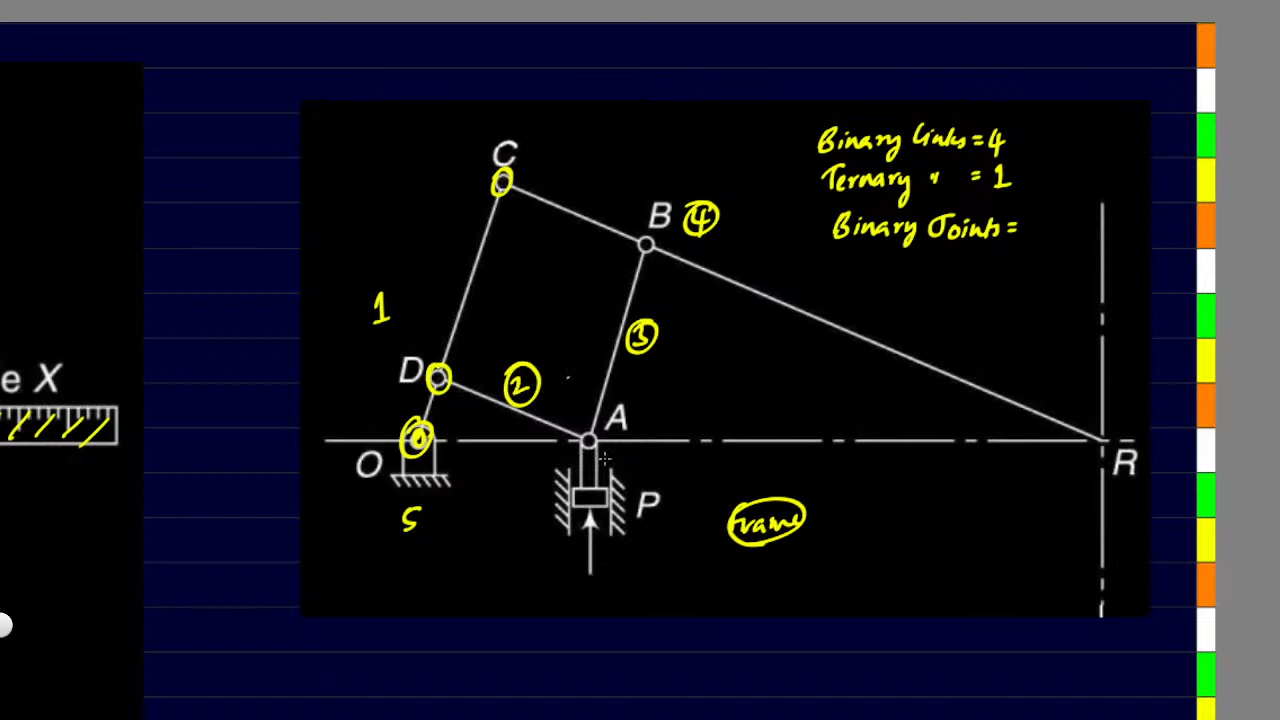 Binary Links = 4
Ternary " = 1
Binary Joints =
C
B 4
1
3
e X
D
2
A
O
R
P
5
Frame